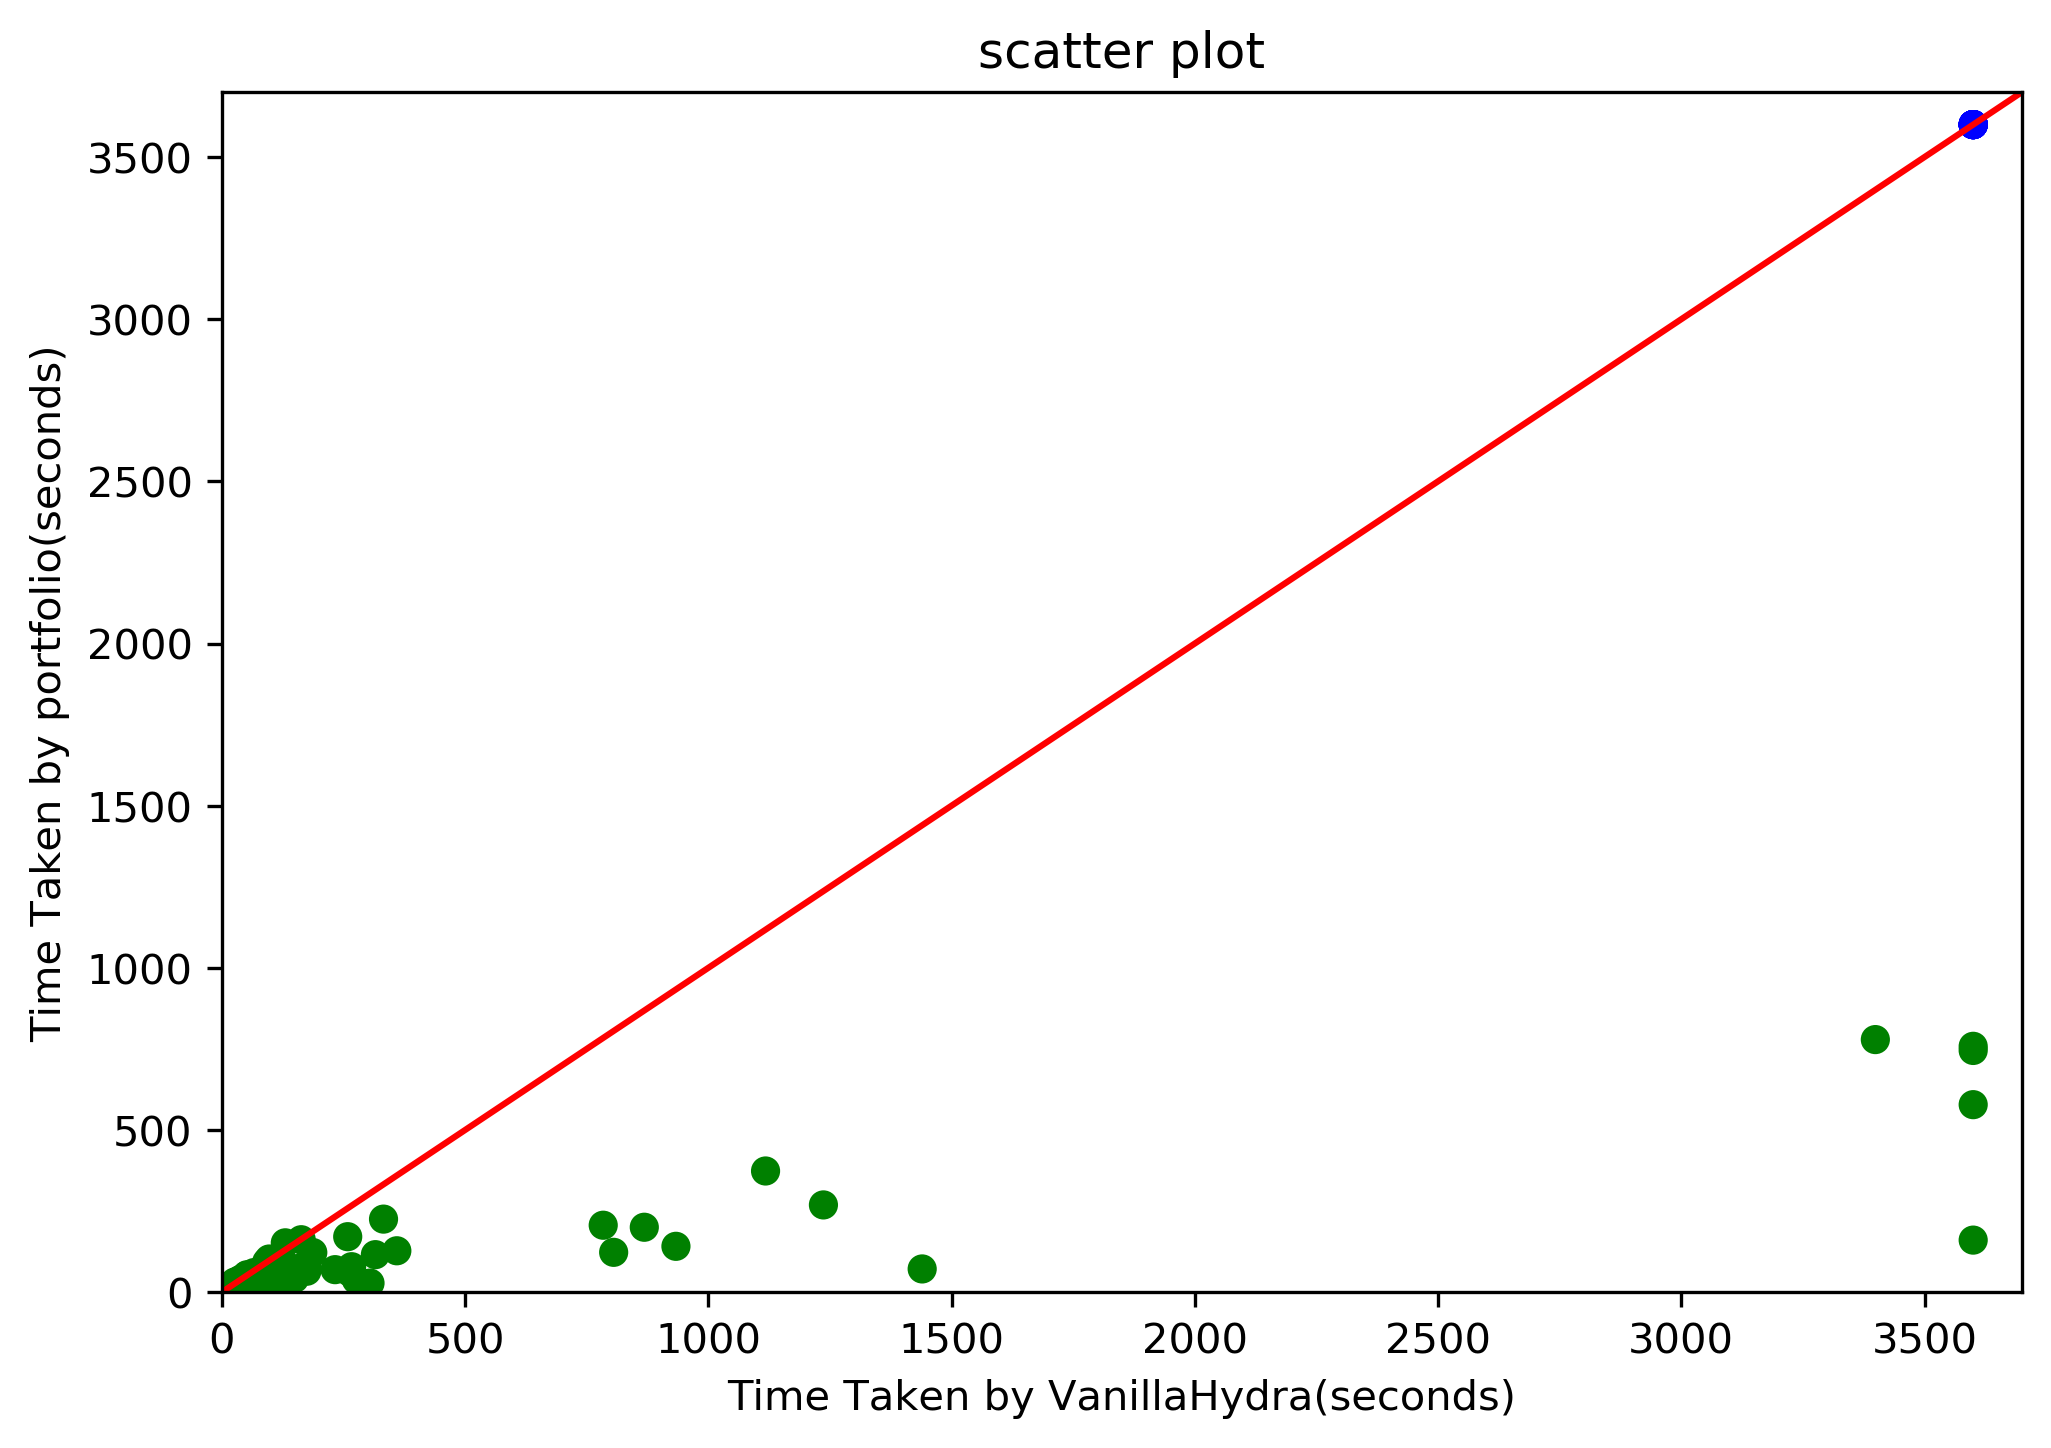 scatter plot
Time Taken by portfolio(seconds)
3500
3000
2500
2000
1500
1000
500
0
0 500 1000 1500 2000 2500 3000 3500
Time Taken by VanillaHydra(seconds)